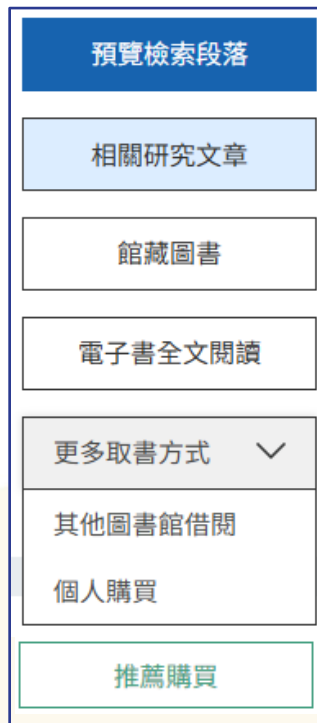 預覽檢索段落
相關研究文章
館藏圖書
電子書全文閱讀
更多取書方式
其他圖書館借閱
個人購買
推薦購買